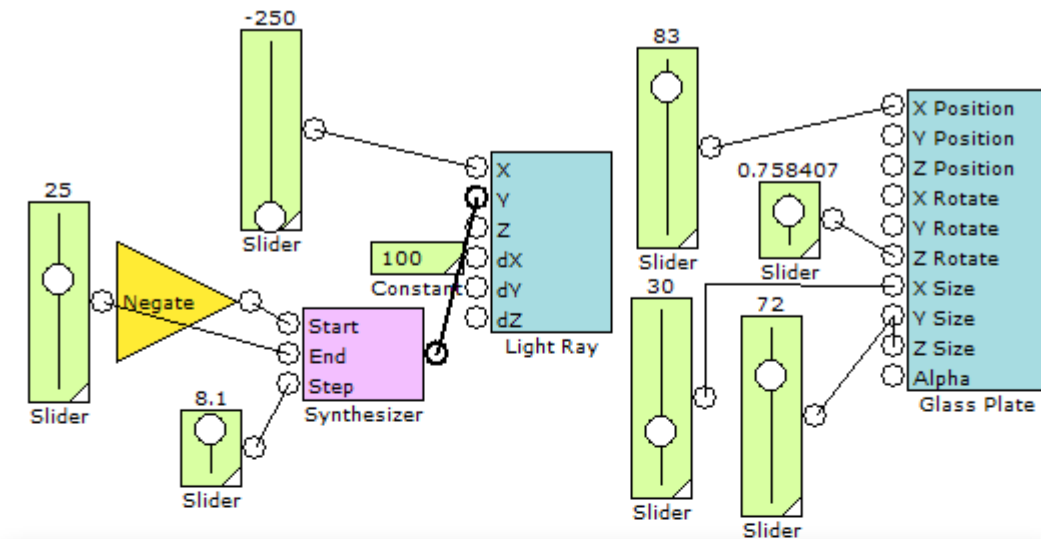 -250
Slider
25
Slider
Negate
8.1
Slider
Start
End
Step
Synthesizer
100
Constant
X
Y
Z
dX
dY
dZ
Light Ray
83
Slider
0.758407
Slider
30
Slider
72
Slider
X Position
Y Position
Z Position
X Rotate
Y Rotate
Z Rotate
X Size
Y Size
Z Size
Alpha
Glass Plate